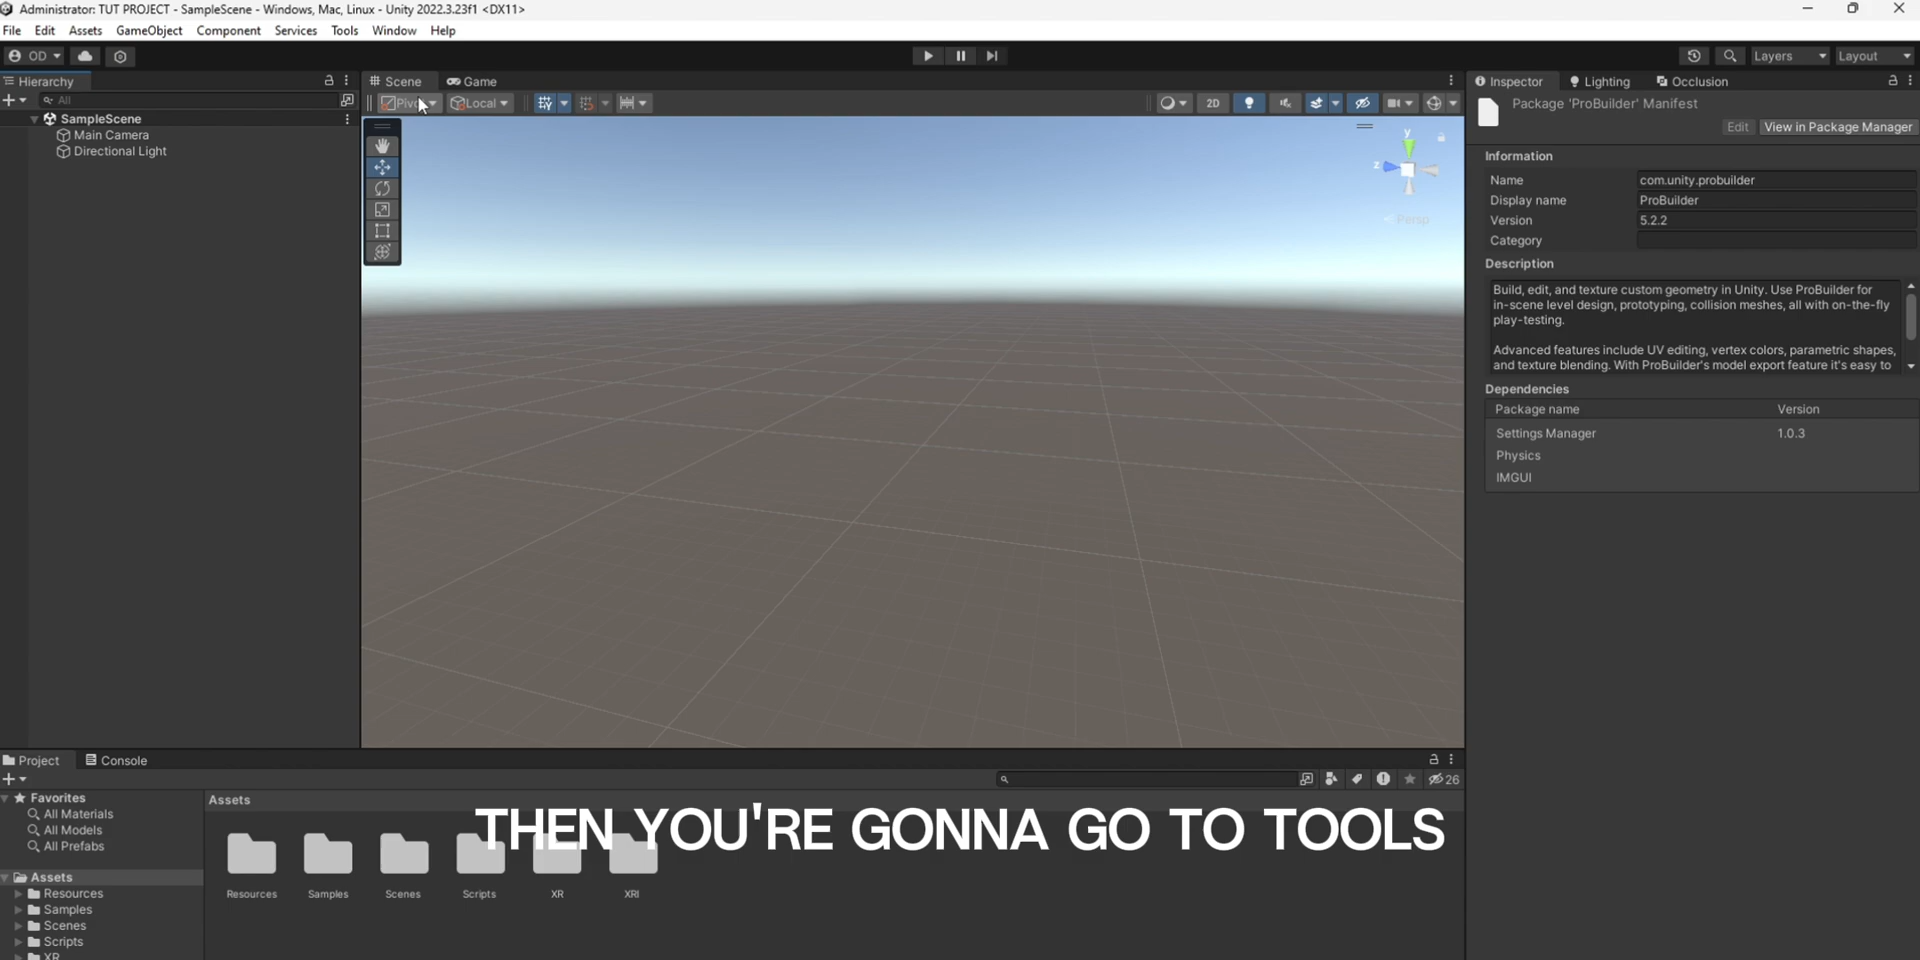 Administrator: TUT PROJECT - SampleScene - Windows, Mac, Linux - Unity 2022.3.23f1 <DX11>
File Edit Assets GameObject Component Services Tools Window Help
OD Layers Layout
Hierarchy
All
SampleScene
Main Camera
Directional Light
Scene Game
Local 2D
y
z
Persp
Inspector Lighting Occlusion
Package 'ProBuilder' Manifest
Edit View in Package Manager
Information
Name com.unity.probuilder
Display name ProBuilder
Version 5.2.2
Category
Description
Build, edit, and texture custom geometry in Unity. Use ProBuilder for
in-scene level design, prototyping, collision meshes, all with on-the-fly
play-testing.
Advanced features include UV editing, vertex colors, parametric shapes,
and texture blending. With ProBuilder's model export feature it's easy to
Dependencies
Package name Version
Settings Manager 1.0.3
Physics
IMGUI
Project Console
26
Favorites
All Materials
All Models
All Prefabs
Assets
Resources
Samples
Scenes
Scripts
XR
Assets
THEN YOU'RE GONNA GO TO TOOLS
Resources Samples Scenes Scripts XR XRI